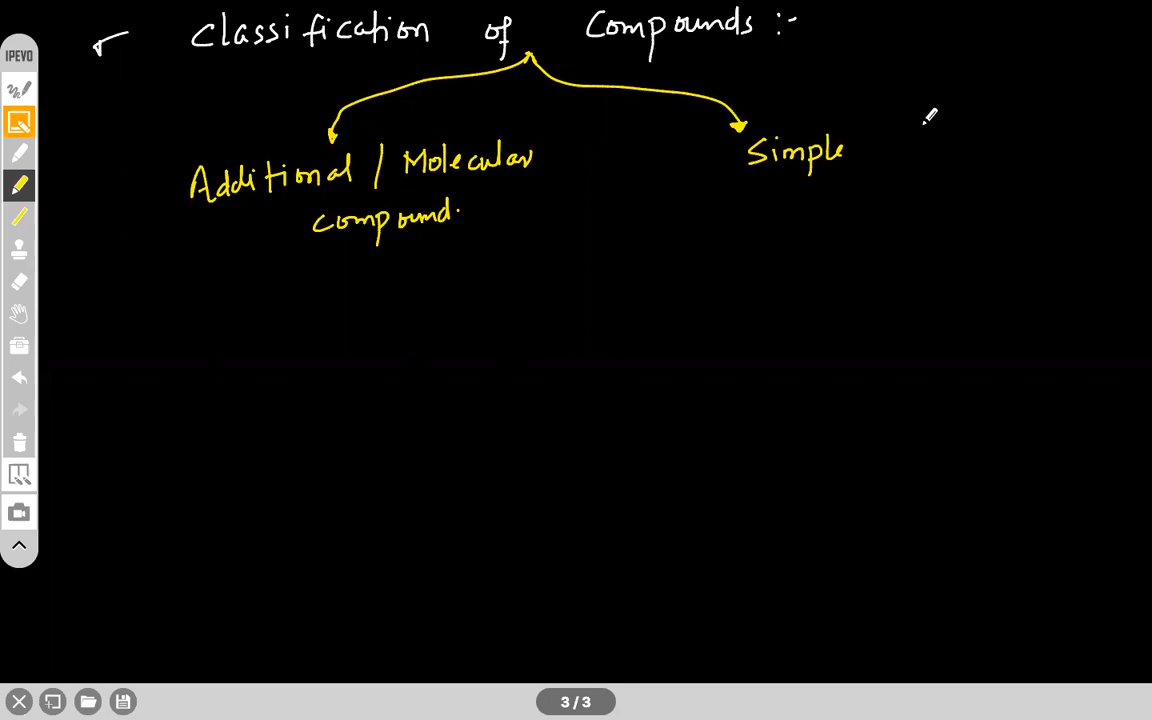 Classification of Compounds :-
Additional / Molecular
compound.
Simple
IPEVO
3 / 3